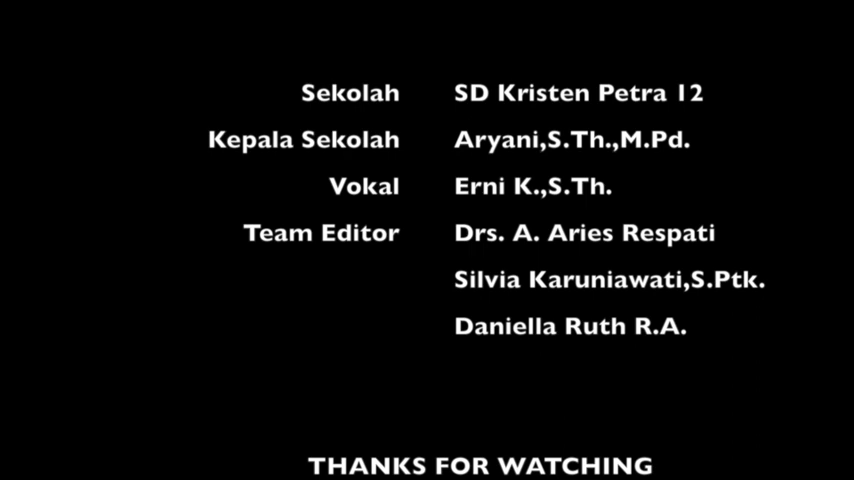 Sekolah SD Kristen Petra 12
Kepala Sekolah Aryani,S.Th.,M.Pd.
Vokal Erni K.,S.Th.
Team Editor Drs. A. Aries Respati
Silvia Karuniawati,S.Ptk.
Daniella Ruth R.A.
THANKS FOR WATCHING